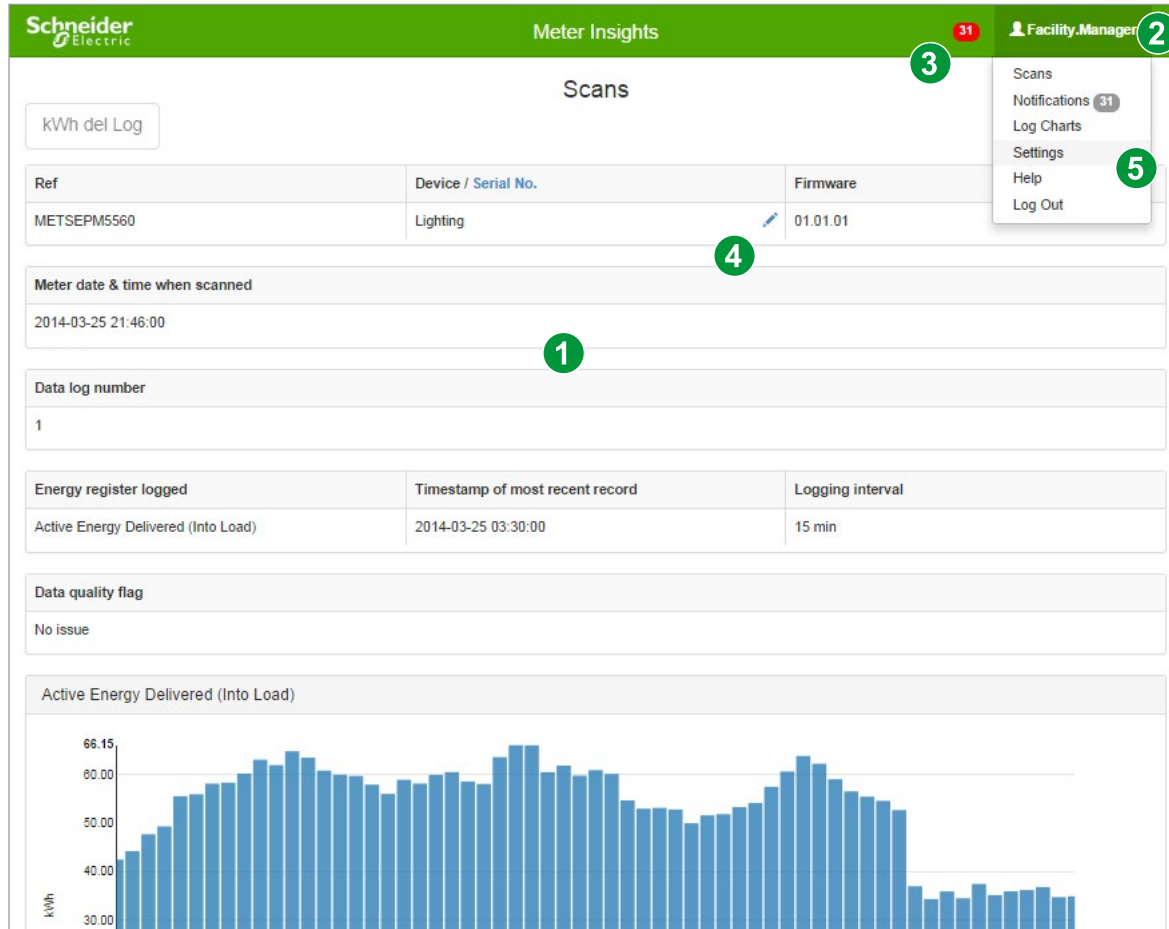 Schneider Electric
Meter Insights
31
Facility.Manager
2
3
Scans
Notifications 31
Log Charts
Settings
5
Help
Log Out
Scans
kWh del Log
Ref
Device / Serial No.
Firmware
METSEPM5560
Lighting
01.01.01
4
Meter date & time when scanned
2014-03-25 21:46:00
1
Data log number
1
Energy register logged
Timestamp of most recent record
Logging interval
Active Energy Delivered (Into Load)
2014-03-25 03:30:00
15 min
Data quality flag
No issue
Active Energy Delivered (Into Load)
66.15
60.00
50.00
40.00
30.00
kWh